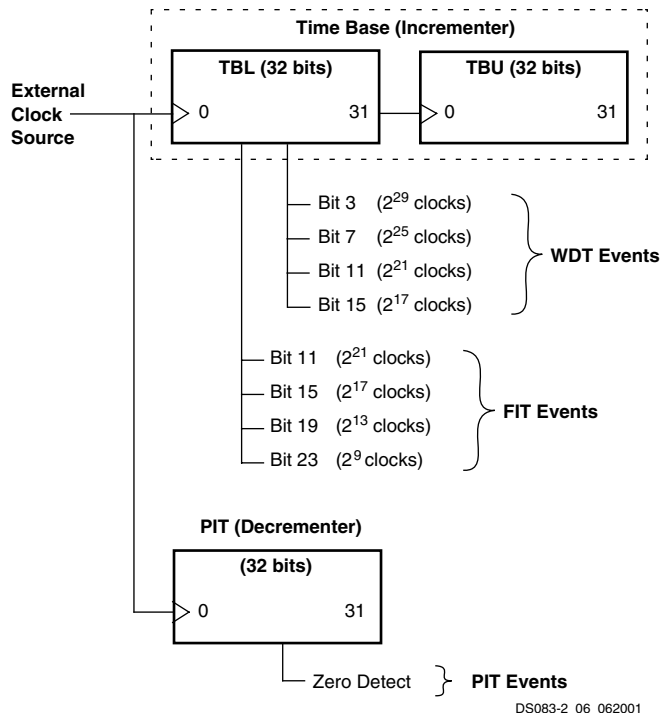 Time Base (Incrementer)
TBL (32 bits)
TBU (32 bits)
External
Clock
Source
0 31
0 31
Bit 3 (2^29 clocks)
Bit 7 (2^25 clocks)
Bit 11 (2^21 clocks)
Bit 15 (2^17 clocks)
WDT Events
Bit 11 (2^21 clocks)
Bit 15 (2^17 clocks)
Bit 19 (2^13 clocks)
Bit 23 (2^9 clocks)
FIT Events
PIT (Decrementer)
(32 bits)
0 31
Zero Detect
PIT Events
DS083-2_06_062001